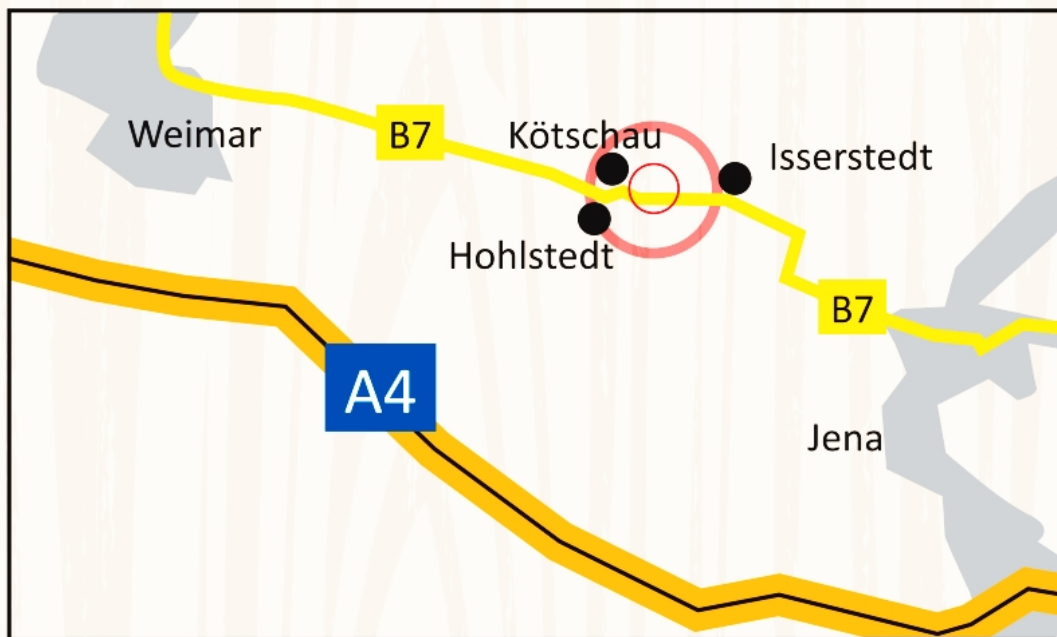 Weimar
B7
Kötschau
Isserstedt
Hohlstedt
B7
A4
Jena